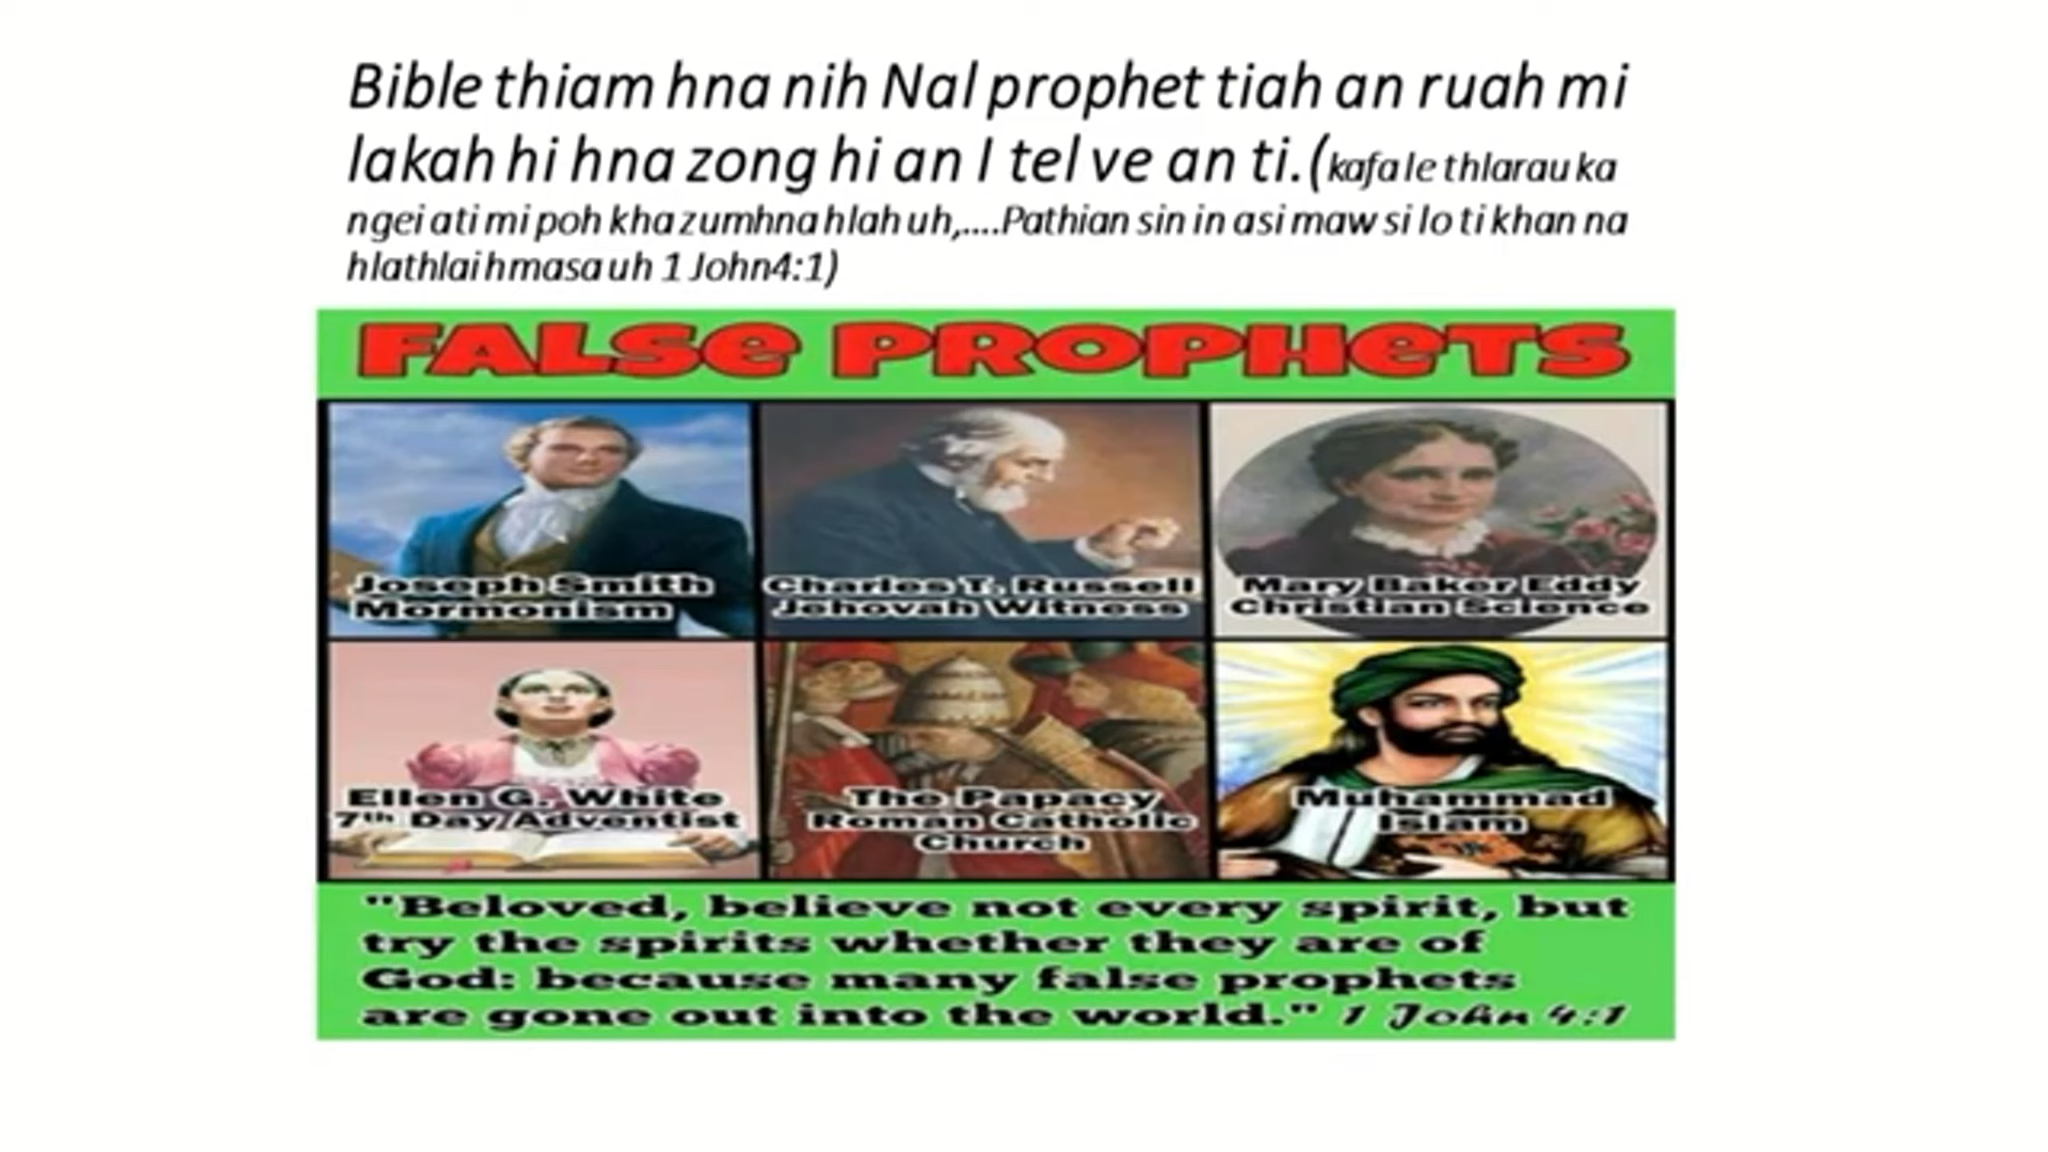 Bible thiam hna nih Nal prophet tiah an ruah mi
lakah hi hna zong hi an I tel ve an ti.(kafa le thlarau ka
ngei ati mi poh kha zumhna hlah uh,....Pathian sin in asi maw si lo ti khan na
hlathlaihmasa uh 1 John4:1)
FALSE PROPHETS
Joseph Smith
Mormonism
Charles T. Russell
Jehovah Witness
Mary Baker Eddy
Christian Science
Ellen G. White
7th Day Adventist
The Papacy
Roman Catholic
Church
Muhammad
Islam
"Beloved, believe not every spirit, but
try the spirits whether they are of
God: because many false prophets
are gone out into the world." 1 John 4:1